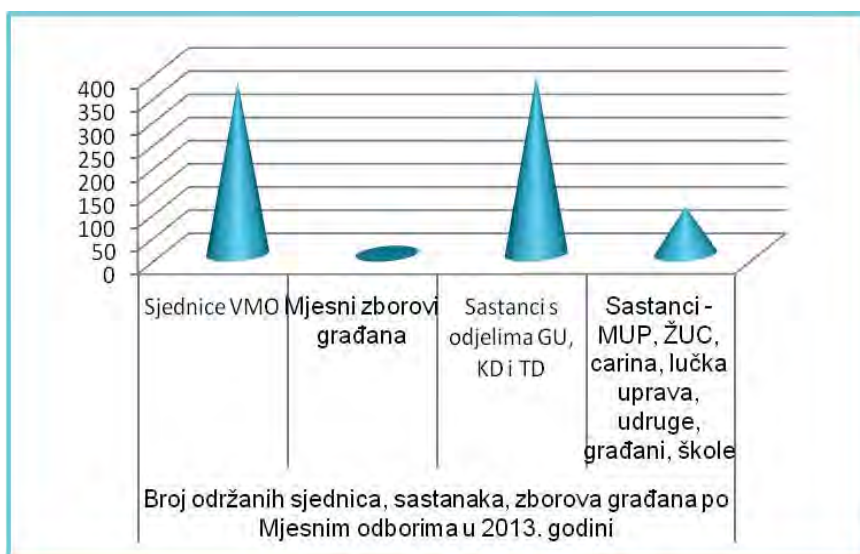 400
350
300
250
200
150
100
50
0
Sjednice VMO
Mjesni zborovi
građana
Sastanci s
odjelima GU,
KD i TD
Sastanci -
MUP, ŽUC,
carina, lučka
uprava,
udruge,
građani, škole
Broj održanih sjednica, sastanaka, zborova građana po
Mjesnim odborima u 2013. godini